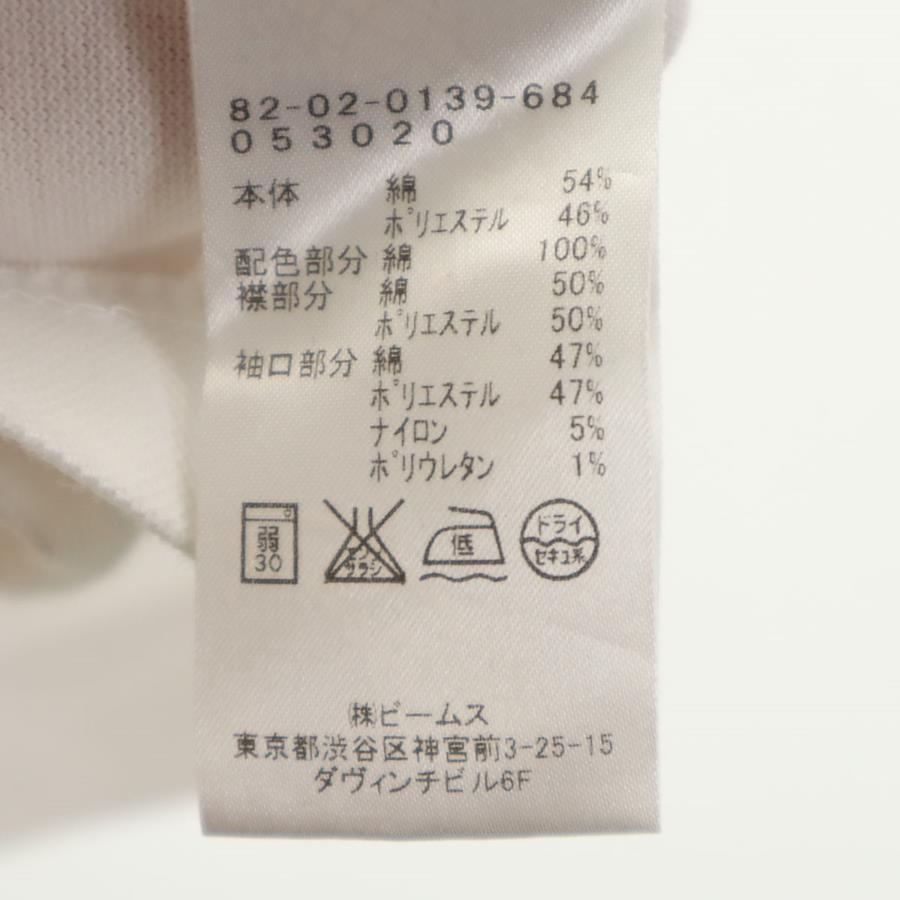 82-02-0139-684
053020
本体 綿 54%
ポリエステル 46%
配色部分 綿 100%
襟部分 綿 50%
ポリエステル 50%
袖口部分 綿 47%
ポリエステル 47%
ナイロン 5%
ポリウレタン 1%
弱 30
エンソサラシ
低
ドライ
セキユ系
㈱ビームス
東京都渋谷区神宮前3-25-15
ダヴィンチビル6F